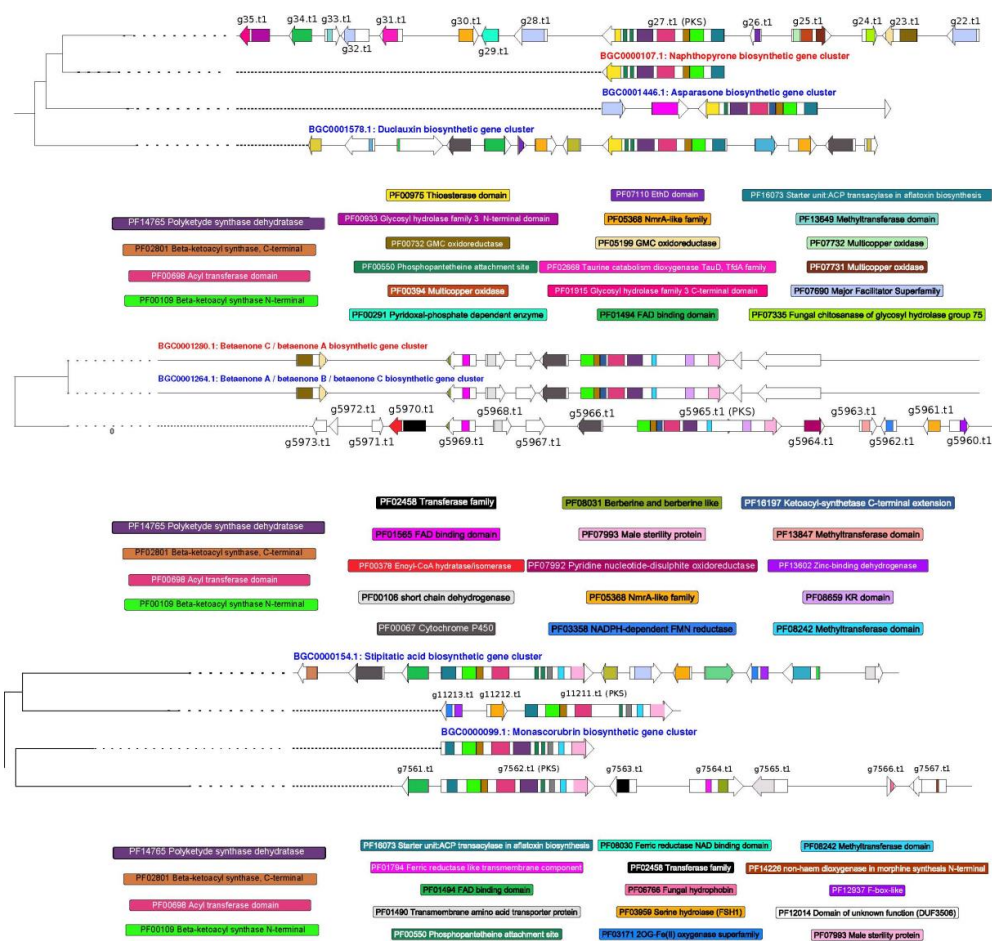 g35.t1
g34.t1
g33.t1
g32.t1
g31.t1
g30.t1
g29.t1
g28.t1
g27.t1 (PKS)
g26.t1
g25.t1
g24.t1
g23.t1
g22.t1
BGC0000107.1: Naphthopyrone biosynthetic gene cluster
BGC0001446.1: Asparasone biosynthetic gene cluster
BGC0001578.1: Duclauxin biosynthetic gene cluster
PF00975 Thioesterase domain
PF07110 EthD domain
PF16073 Starter unit:ACP transacylase in aflatoxin biosynthesis
PF14765 Polyketyde synthase dehydratase
PF00933 Glycosyl hydrolase family 3 N-terminal domain
PF05368 NmrA-like family
PF13649 Methyltransferase domain
PF02801 Beta-ketoacyl synthase, C-terminal
PF00732 GMC oxidoreductase
PF05199 GMC oxidoreductase
PF07732 Multicopper oxidase
PF00698 Acyl transferase domain
PF00550 Phosphopantetheine attachment site
PF02668 Taurine catabolism dioxygenase TauD, TfdA family
PF07731 Multicopper oxidase
PF00394 Multicopper oxidase
PF01915 Glycosyl hydrolase family 3 C-terminal domain
PF07690 Major Facilitator Superfamily
PF00109 Beta-ketoacyl synthase N-terminal
PF00291 Pyridoxal-phosphate dependent enzyme
PF01494 FAD binding domain
PF07335 Fungal chitosanase of glycosyl hydrolase group 75
BGC0001280.1: Betaenone C / betaenone A biosynthetic gene cluster
BGC0001264.1: Betaenone A / betaenone B / betaenone C biosynthetic gene cluster
0
g5973.t1
g5972.t1
g5971.t1
g5970.t1
g5969.t1
g5968.t1
g5967.t1
g5966.t1
g5965.t1 (PKS)
g5964.t1
g5963.t1
g5962.t1
g5961.t1
g5960.t1
PF02458 Transferase family
PF08031 Berberine and berberine like
PF16197 Ketoacyl-synthetase C-terminal extension
PF14765 Polyketyde synthase dehydratase
PF01565 FAD binding domain
PF07993 Male sterility protein
PF13847 Methyltransferase domain
PF02801 Beta-ketoacyl synthase, C-terminal
PF00378 Enoyl-CoA hydratase/isomerase
PF07992 Pyridine nucleotide-disulphite oxidoreductase
PF13602 Zinc-binding dehydrogenase
PF00698 Acyl transferase domain
PF00106 short chain dehydrogenase
PF05368 NmrA-like family
PF08659 KR domain
PF00109 Beta-ketoacyl synthase N-terminal
PF00067 Cytochrome P450
PF03358 NADPH-dependent FMN reductase
PF08242 Methyltransferase domain
BGC0000154.1: Stipitatic acid biosynthetic gene cluster
g11213.t1
g11212.t1
g11211.t1 (PKS)
BGC0000099.1: Monascorubrin biosynthetic gene cluster
g7561.t1
g7562.t1 (PKS)
g7563.t1
g7564.t1
g7565.t1
g7566.t1
g7567.t1
PF16073 Starter unit:ACP transacylase in aflatoxin biosynthesis
PF08030 Ferric reductase NAD binding domain
PF08242 Methyltransferase domain
PF14765 Polyketyde synthase dehydratase
PF01794 Ferric reductase like transmembrane component
PF02458 Transferase family
PF14226 non-haem dioxygenase in morphine synthesis N-terminal
PF02801 Beta-ketoacyl synthase, C-terminal
PF01494 FAD binding domain
PF06766 Fungal hydrophobin
PF12937 F-box-like
PF00698 Acyl transferase domain
PF01490 Transmembrane amino acid transporter protein
PF03959 Serine hydrolase (FSH1)
PF12014 Domain of unknown function (DUF3506)
PF00109 Beta-ketoacyl synthase N-terminal
PF00550 Phosphopantetheine attachment site
PF03171 2OG-Fe(II) oxygenase superfamily
PF07993 Male sterility protein